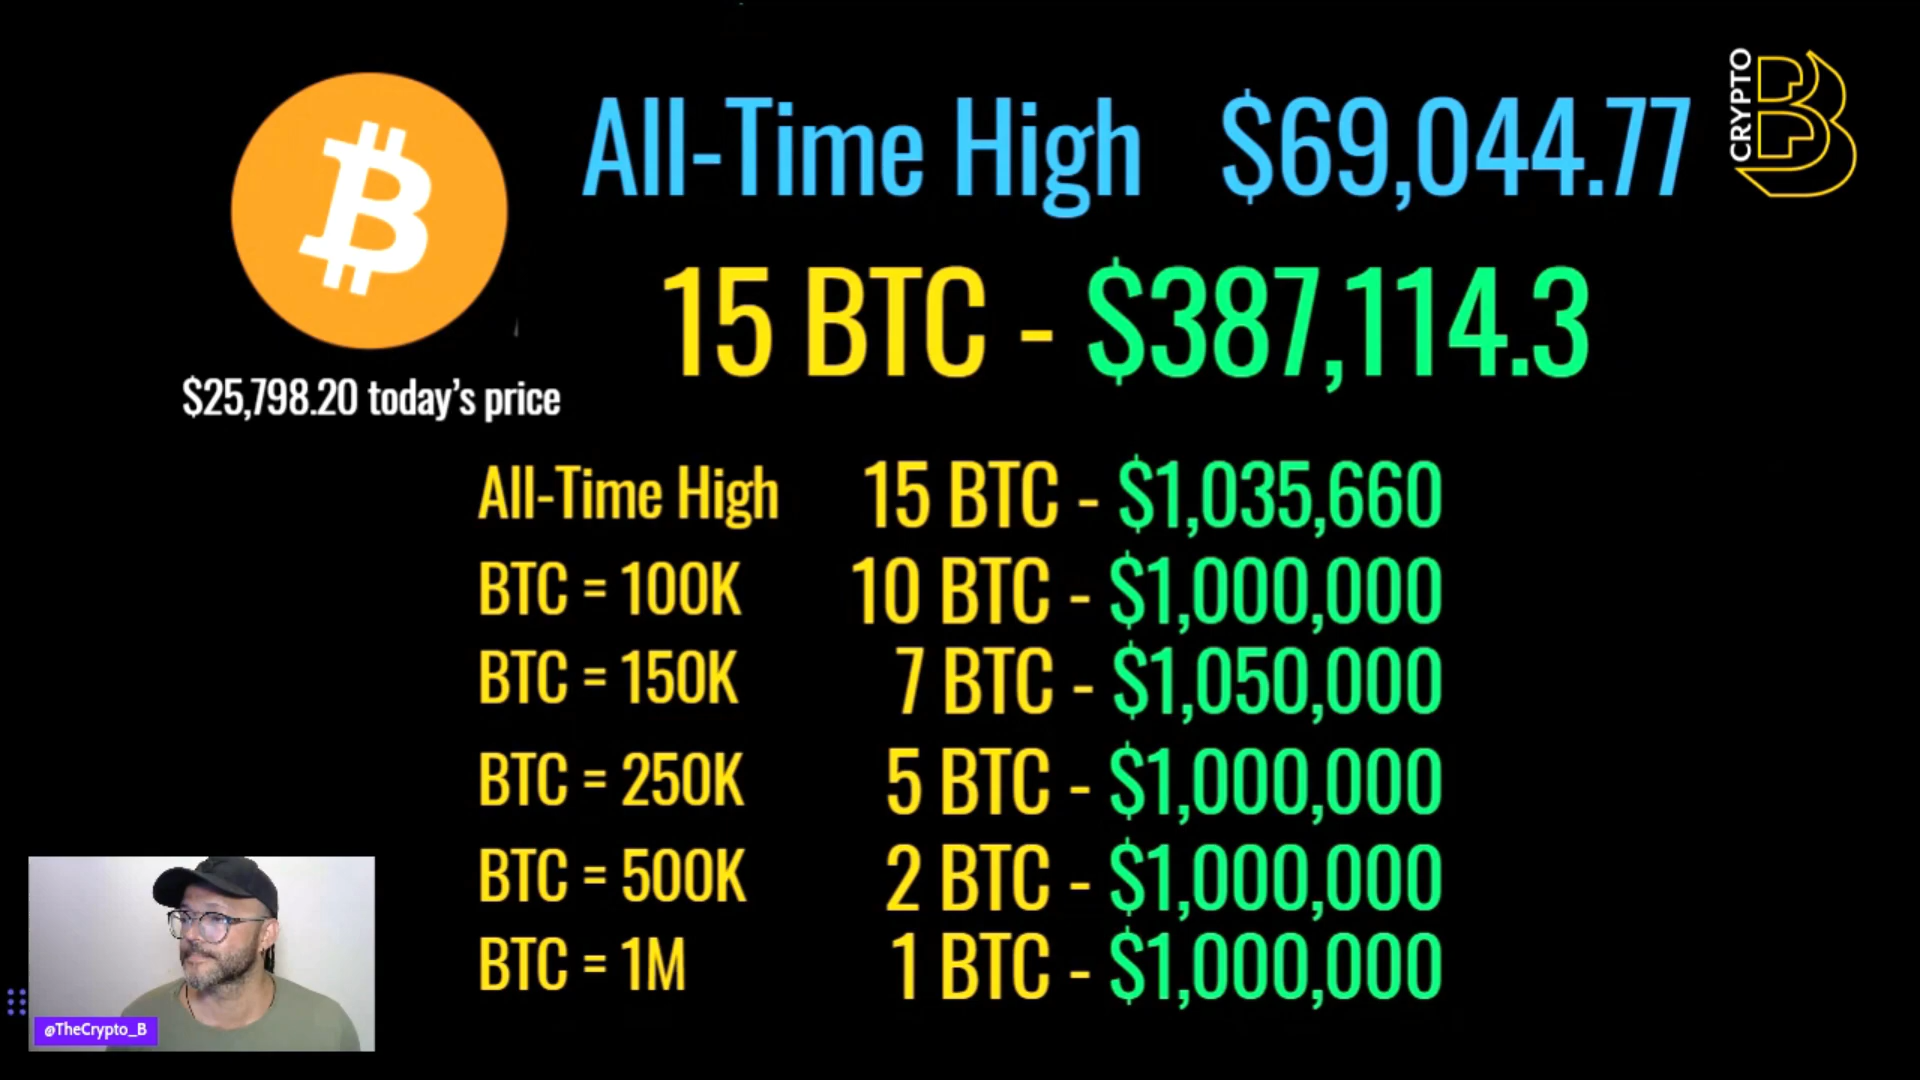 CRYPTO
All-Time High $69,044.77
15 BTC - $387,114.3
$25,798.20 today's price
All-Time High 15 BTC - $1,035,660
BTC = 100K 10 BTC - $1,000,000
BTC = 150K 7 BTC - $1,050,000
BTC = 250K 5 BTC - $1,000,000
BTC = 500K 2 BTC - $1,000,000
BTC = 1M 1 BTC - $1,000,000
@TheCrypto_B